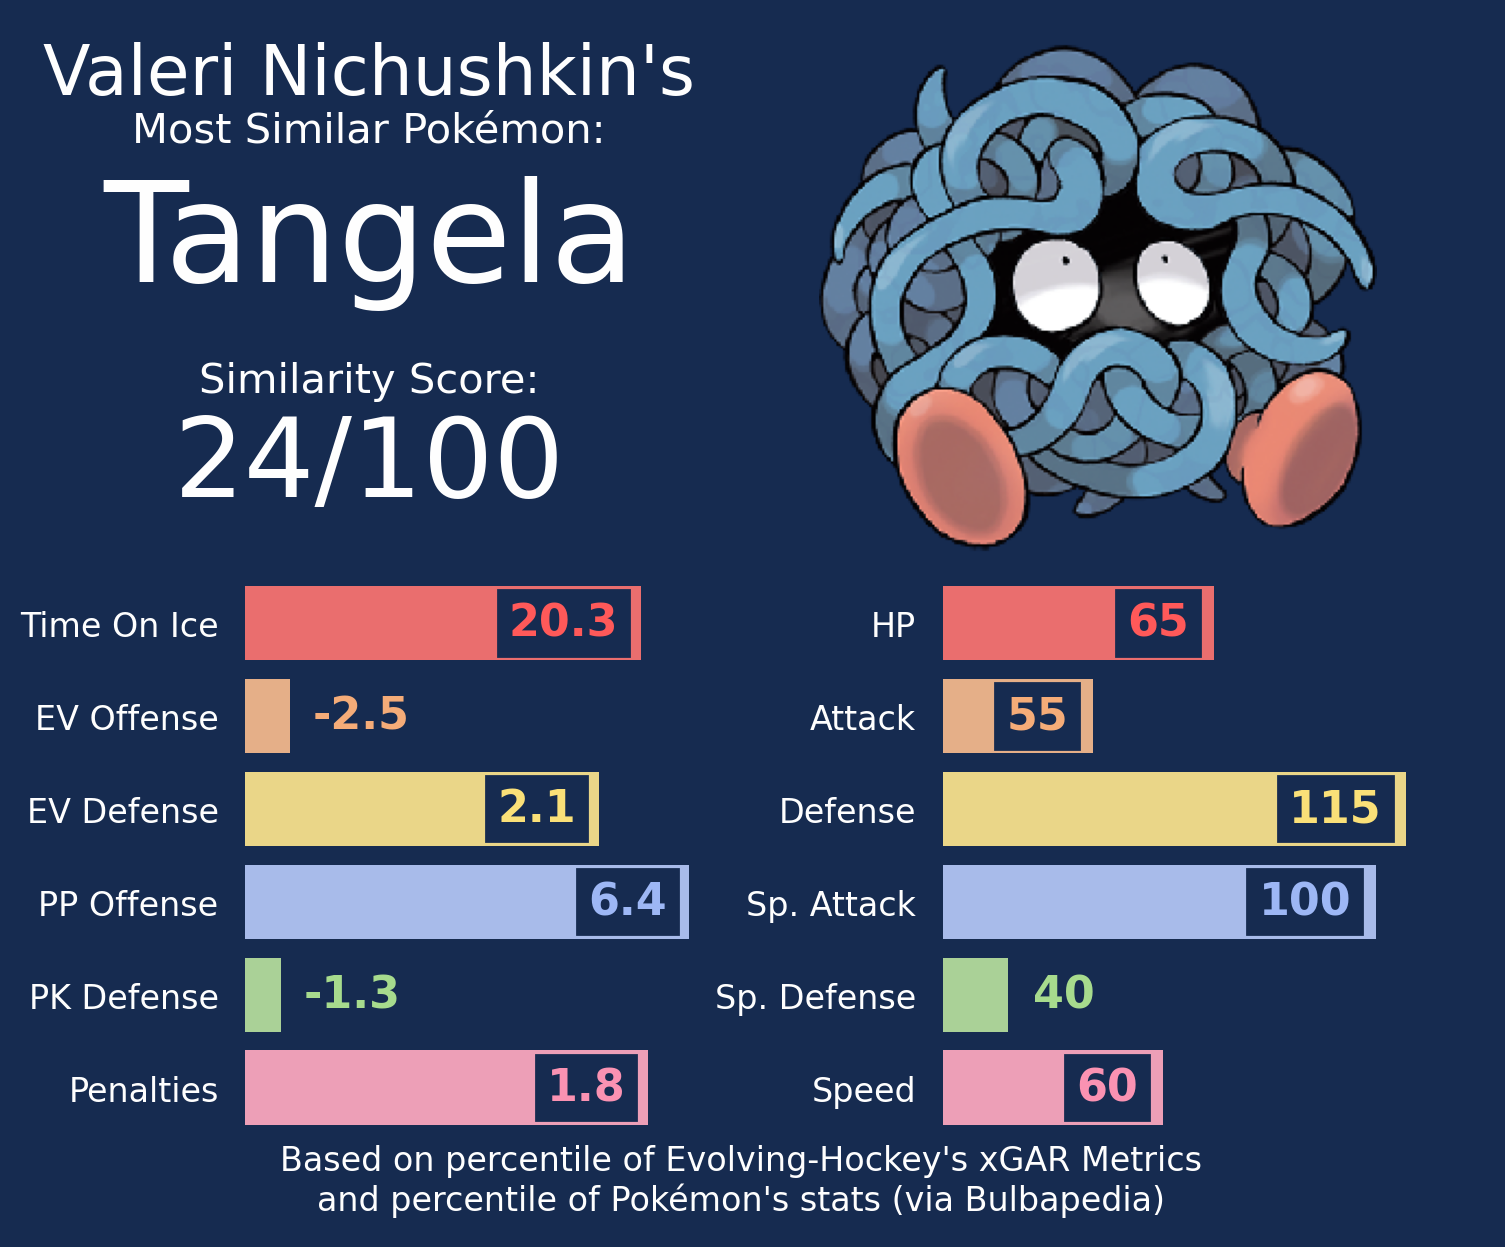 Valeri Nichushkin's
Most Similar Pokémon:
Tangela
Similarity Score:
24/100
Time On Ice 20.3
EV Offense -2.5
EV Defense 2.1
PP Offense 6.4
PK Defense -1.3
Penalties 1.8
HP 65
Attack 55
Defense 115
Sp. Attack 100
Sp. Defense 40
Speed 60
Based on percentile of Evolving-Hockey's xGAR Metrics
and percentile of Pokémon's stats (via Bulbapedia)